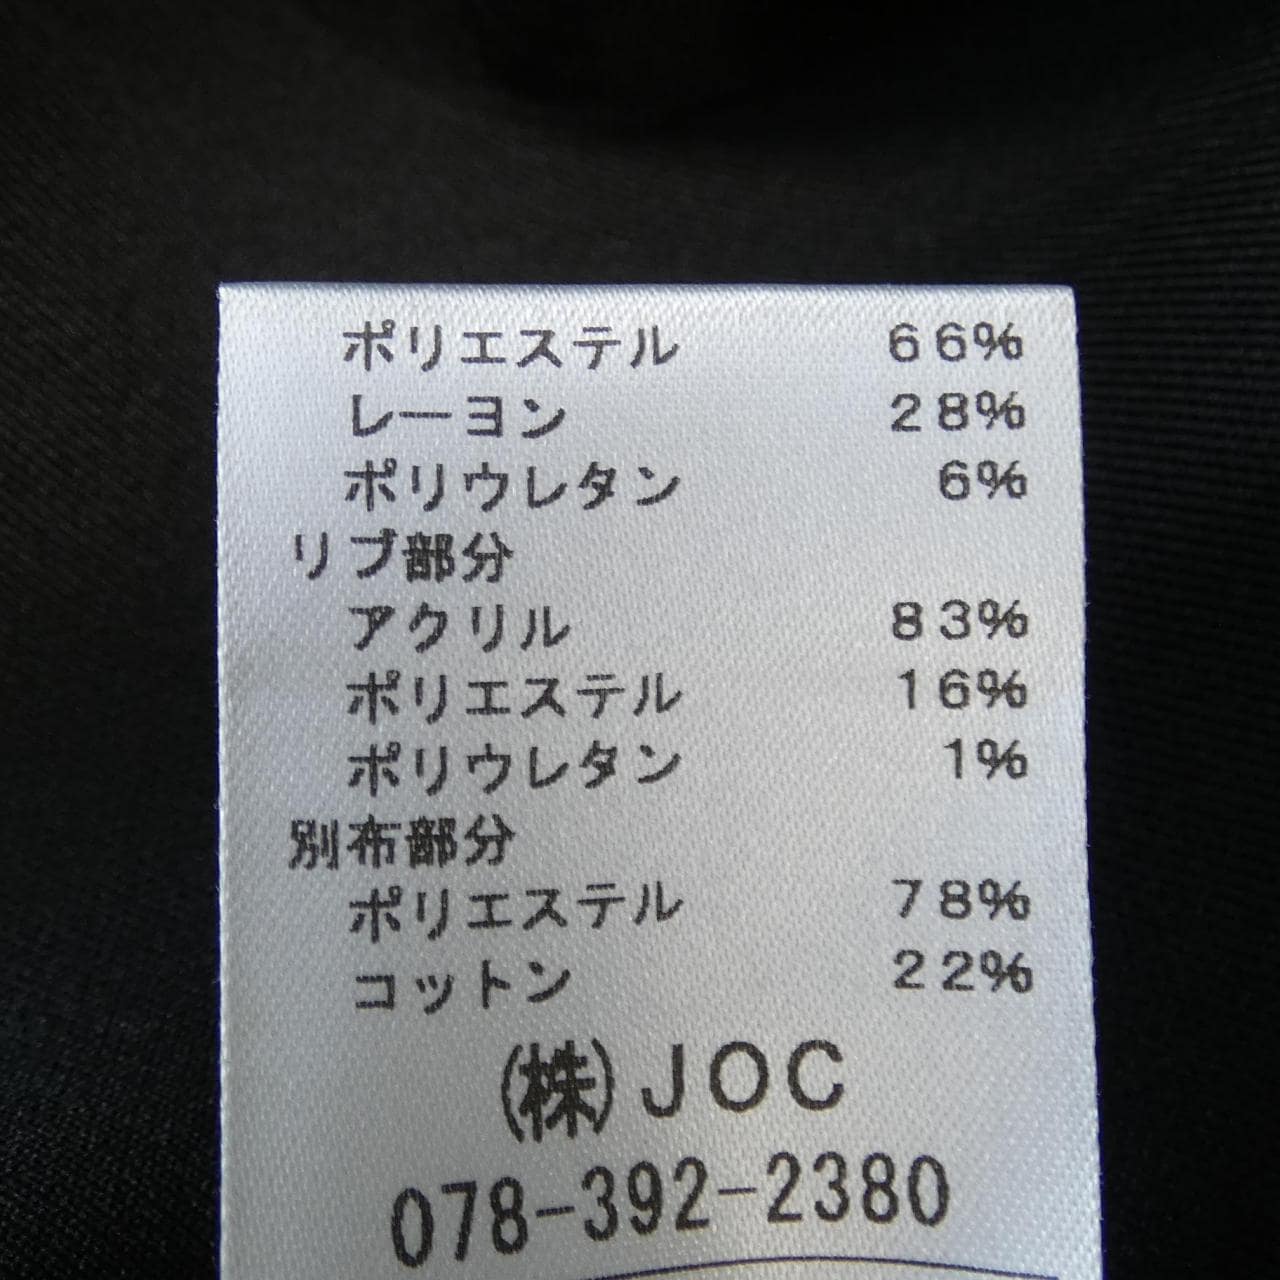 ポリエステル 66%
レーヨン 28%
ポリウレタン 6%
リブ部分
アクリル 83%
ポリエステル 16%
ポリウレタン 1%
別布部分
ポリエステル 78%
コットン 22%
(株)JOC
078-392-2380